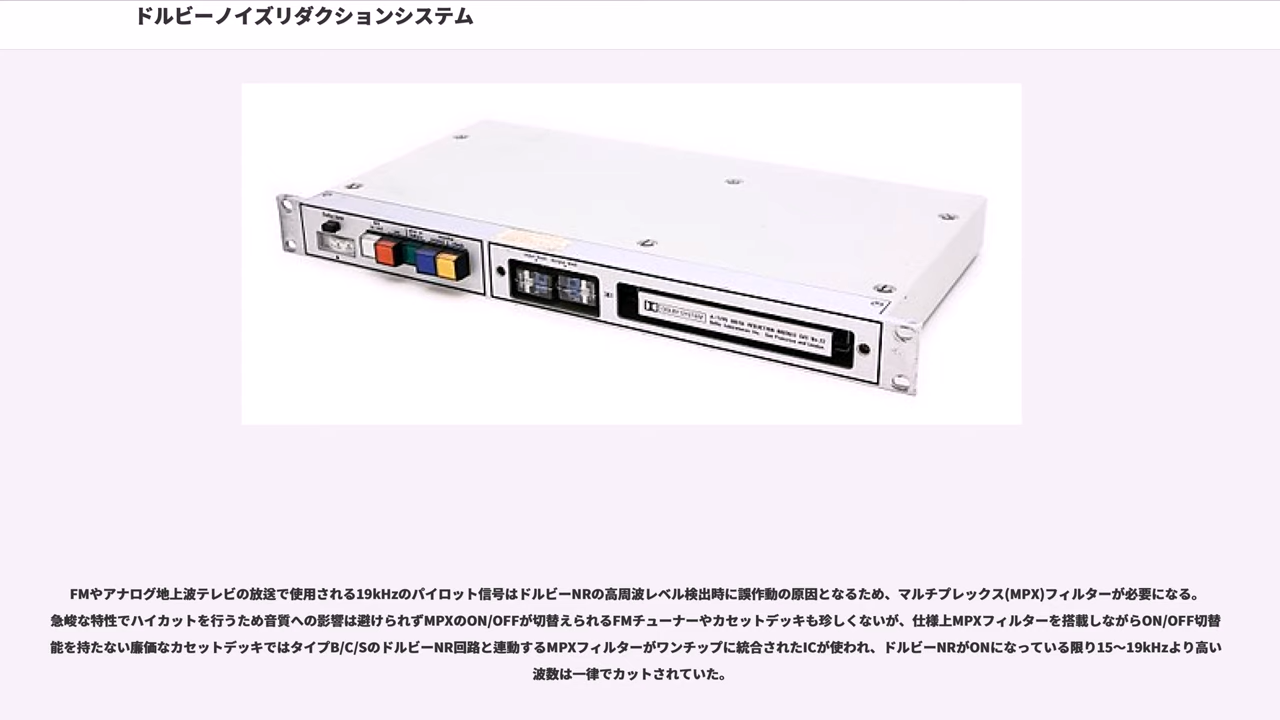 ドルビーノイズリダクションシステム
DOLBY SYSTEM
FMやアナログ地上波テレビの放送で使用される19kHzのパイロット信号はドルビーNRの高周波レベル検出時に誤作動の原因となるため、マルチプレックス(MPX)フィルターが必要になる。
急峻な特性でハイカットを行うため音質への影響は避けられずMPXのON/OFFが切替えられるFMチューナーやカセットデッキも珍しくないが、仕様上MPXフィルターを搭載しながらON/OFF切替
能を持たない廉価なカセットデッキではタイプB/C/SのドルビーNR回路と連動するMPXフィルターがワンチップに統合されたICが使われ、ドルビーNRがONになっている限り15〜19kHzより高い
波数は一律でカットされていた。